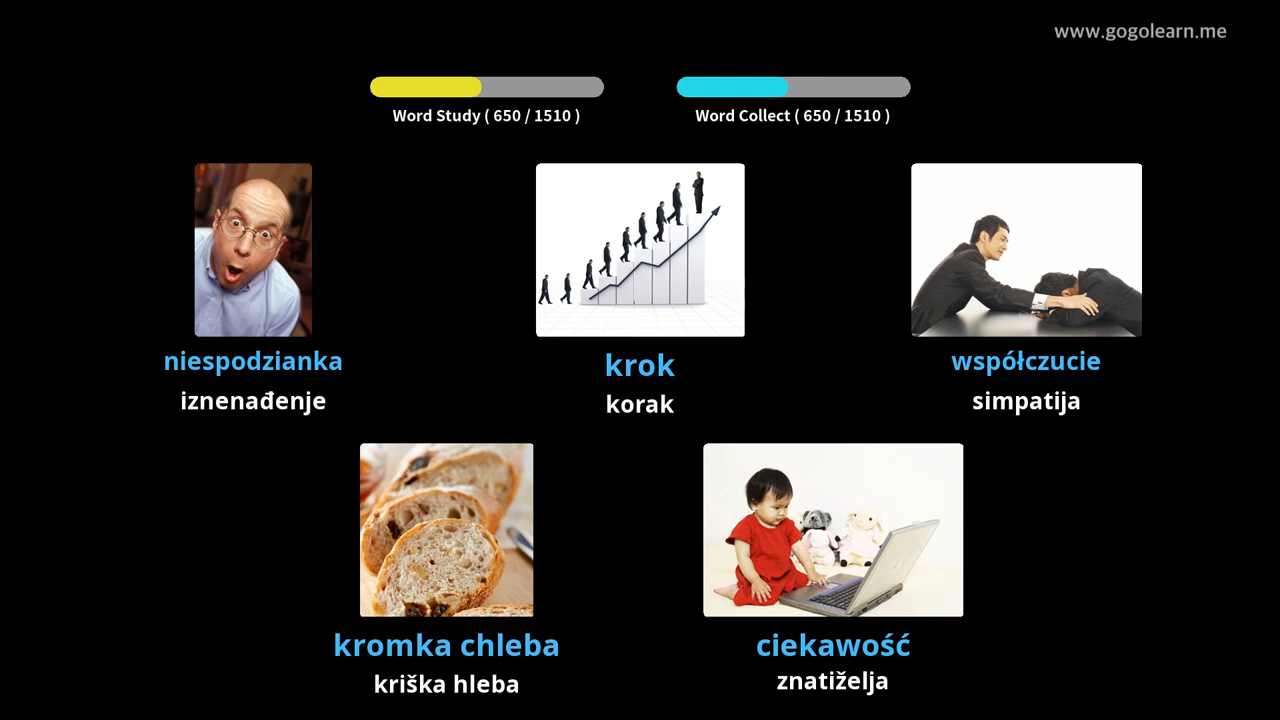 www.gogolearn.me
Word Study ( 650 / 1510 )
Word Collect ( 650 / 1510 )
niespodzianka
iznenađenje
krok
korak
współczucie
simpatija
kromka chleba
kriška hleba
ciekawość
znatiželja